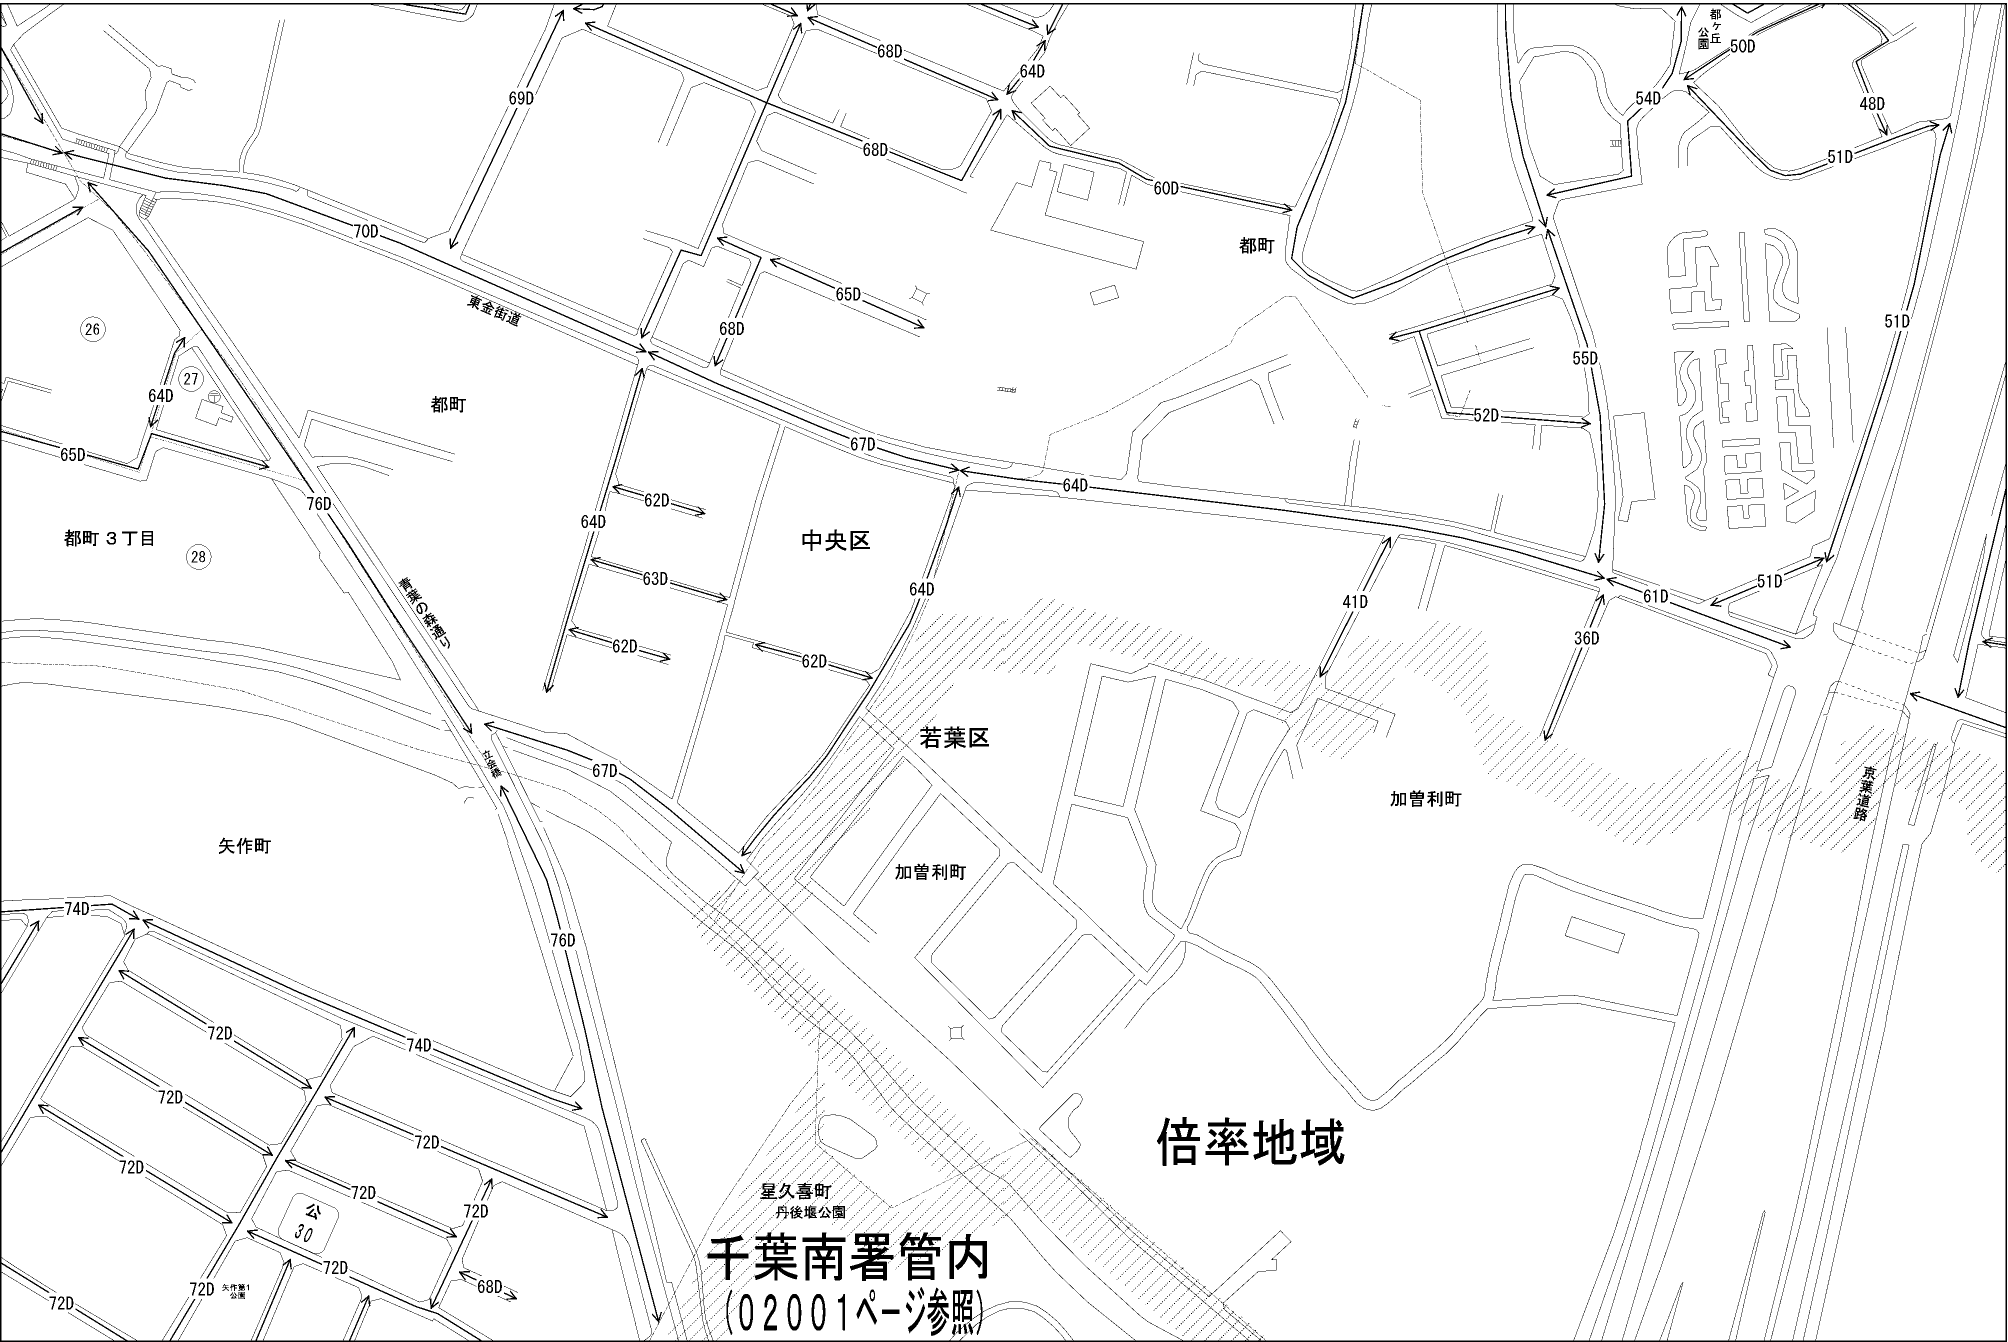 都ヶ丘
公園
50D
68D
64D
69D
54D
48D
68D
51D
60D
70D
都町
東金街道
65D
68D
51D
26
27
55D
64D
都町
52D
67D
65D
76D
64D
62D
64D
都町3丁目
28
中央区
63D
青葉の森通り
64D
41D
61D
51D
36D
62D
62D
若葉区
立会橋
67D
加曽利町
京葉道路
矢作町
加曽利町
74D
76D
72D
74D
72D
72D
72D
倍率地域
72D
72D
公
30
星久喜町
丹後堰公園
千葉南署管内
(02001ページ参照)
72D
68D
72D
矢作第1
公園
72D